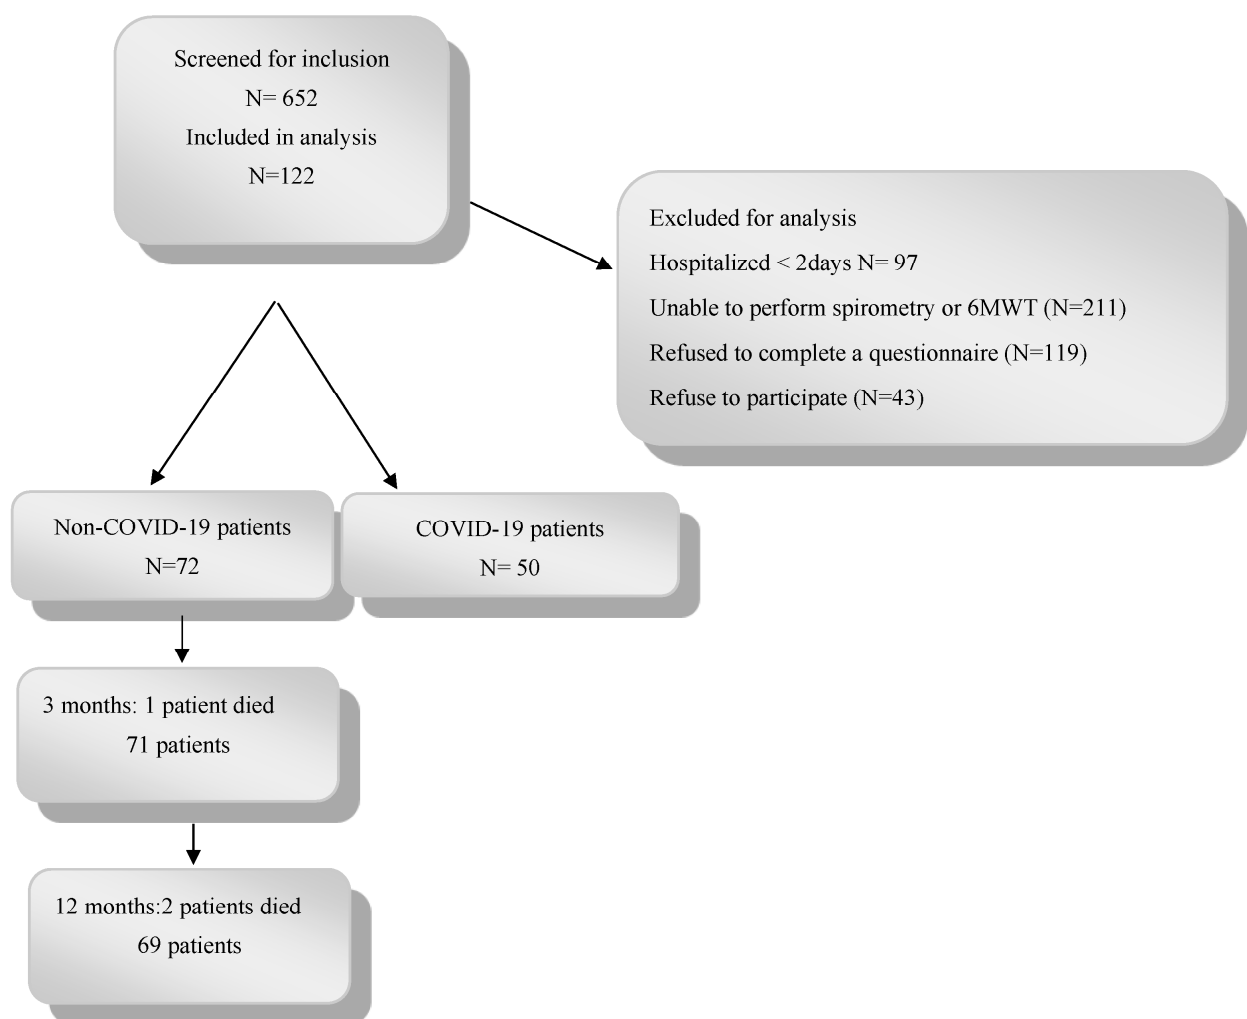 Screened for inclusion
N= 652
Included in analysis
N=122
Excluded for analysis
Hospitalized < 2days N= 97
Unable to perform spirometry or 6MWT (N=211)
Refused to complete a questionnaire (N=119)
Refuse to participate (N=43)
Non-COVID-19 patients
N=72
COVID-19 patients
N= 50
3 months: 1 patient died
71 patients
12 months:2 patients died
69 patients